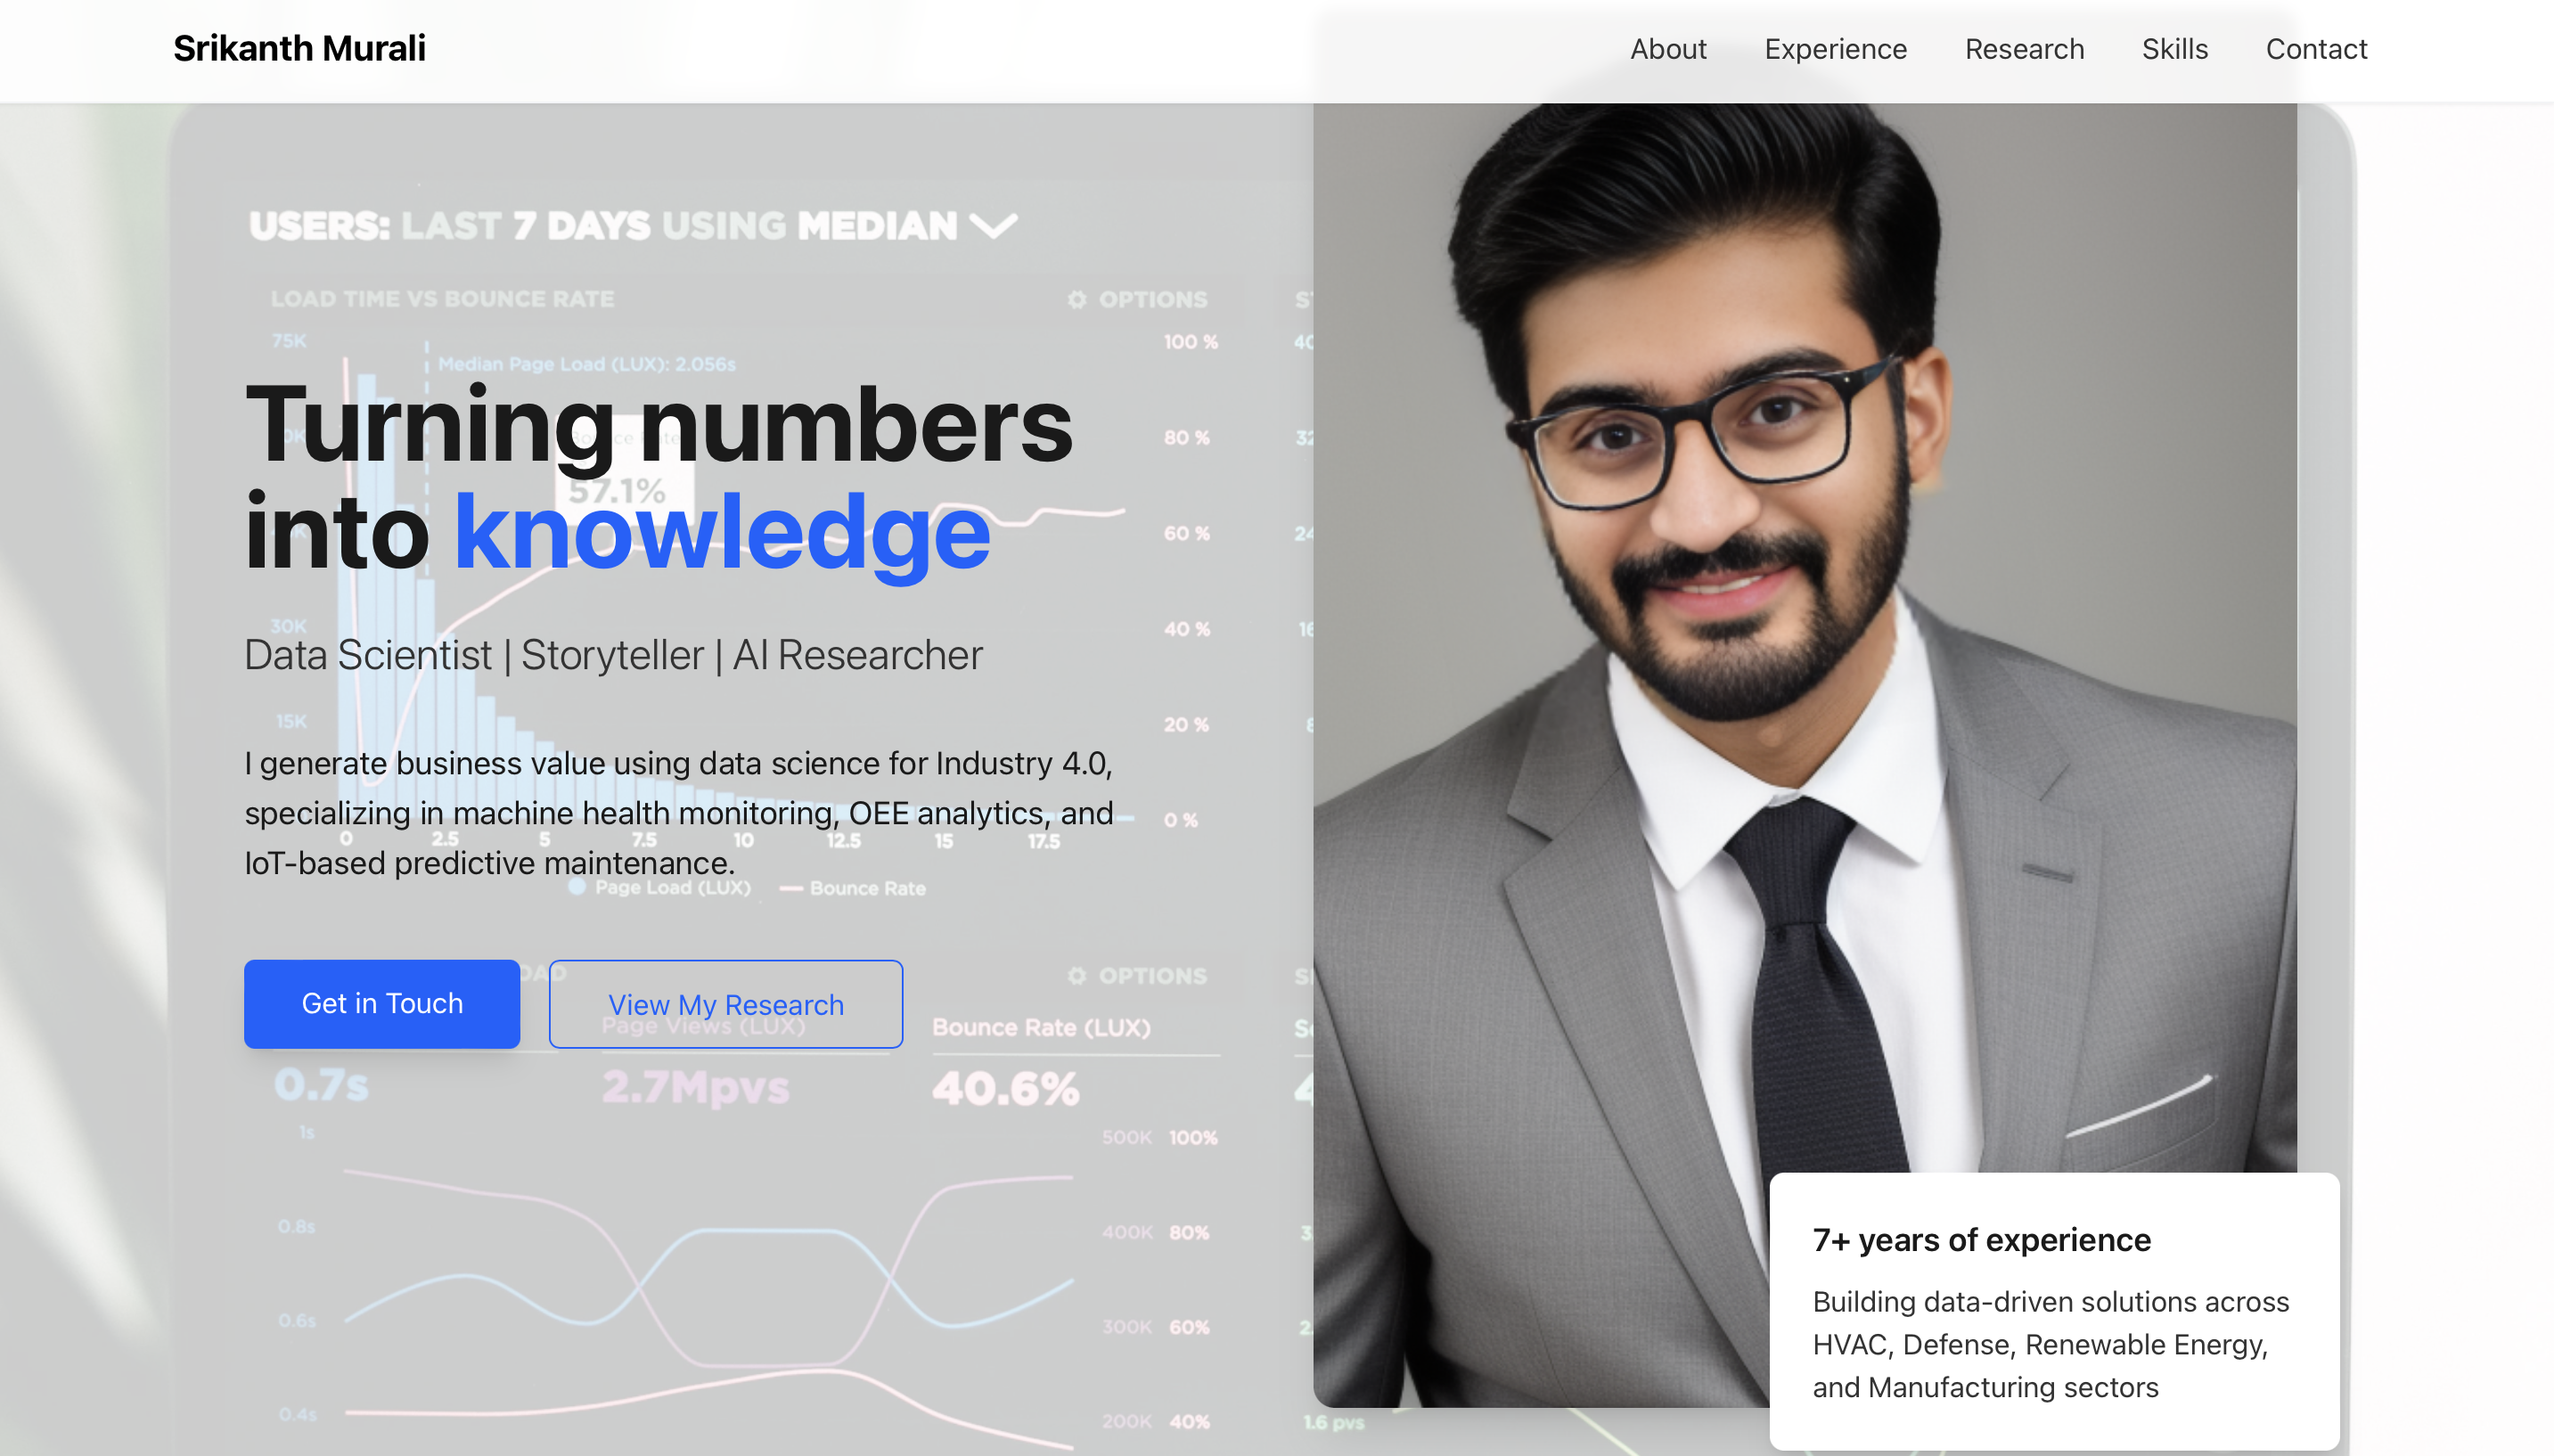 Srikanth Murali
About Experience Research Skills Contact
USERS: LAST 7 DAYS USING MEDIAN
LOAD TIME VS BOUNCE RATE
OPTIONS
75K
100 %
40
Median Page Load (LUX): 2.056s
Turning numbers
80 %
32
57.1%
into knowledge
60 %
24
30K
40 %
16
Data Scientist | Storyteller | AI Researcher
15K
20 %
8
I generate business value using data science for Industry 4.0,
specializing in machine health monitoring, OEE analytics, and
0 %
0 2.5 5 7.5 10 12.5 15 17.5
IoT-based predictive maintenance.
Page Load (LUX) Bounce Rate
OPTIONS
Get in Touch
View My Research
Page Views (LUX)
Bounce Rate (LUX)
0.7s
2.7Mpvs
40.6%
1s
500K 100%
0.8s
400K 80%
0.6s
300K 60%
0.4s
200K 40%
1.6 pvs
7+ years of experience
Building data-driven solutions across
HVAC, Defense, Renewable Energy,
and Manufacturing sectors